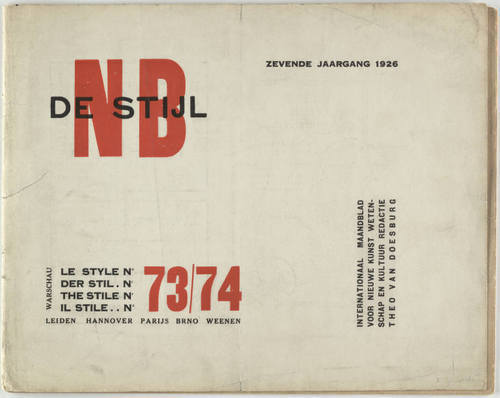 NB
DE STIJL
ZEVENDE JAARGANG 1926
INTERNATIONAAL MAANDBLAD
VOOR NIEUWE KUNST WETEN-
SCHAP EN KULTUUR REDACTIE
THEO VAN DOESBURG
WARSCHAU
LE STYLE N°
DER STIL . N°
THE STILE N°
IL STILE . . N°
73/74
LEIDEN HANNOVER PARIJS BRNO WEENEN